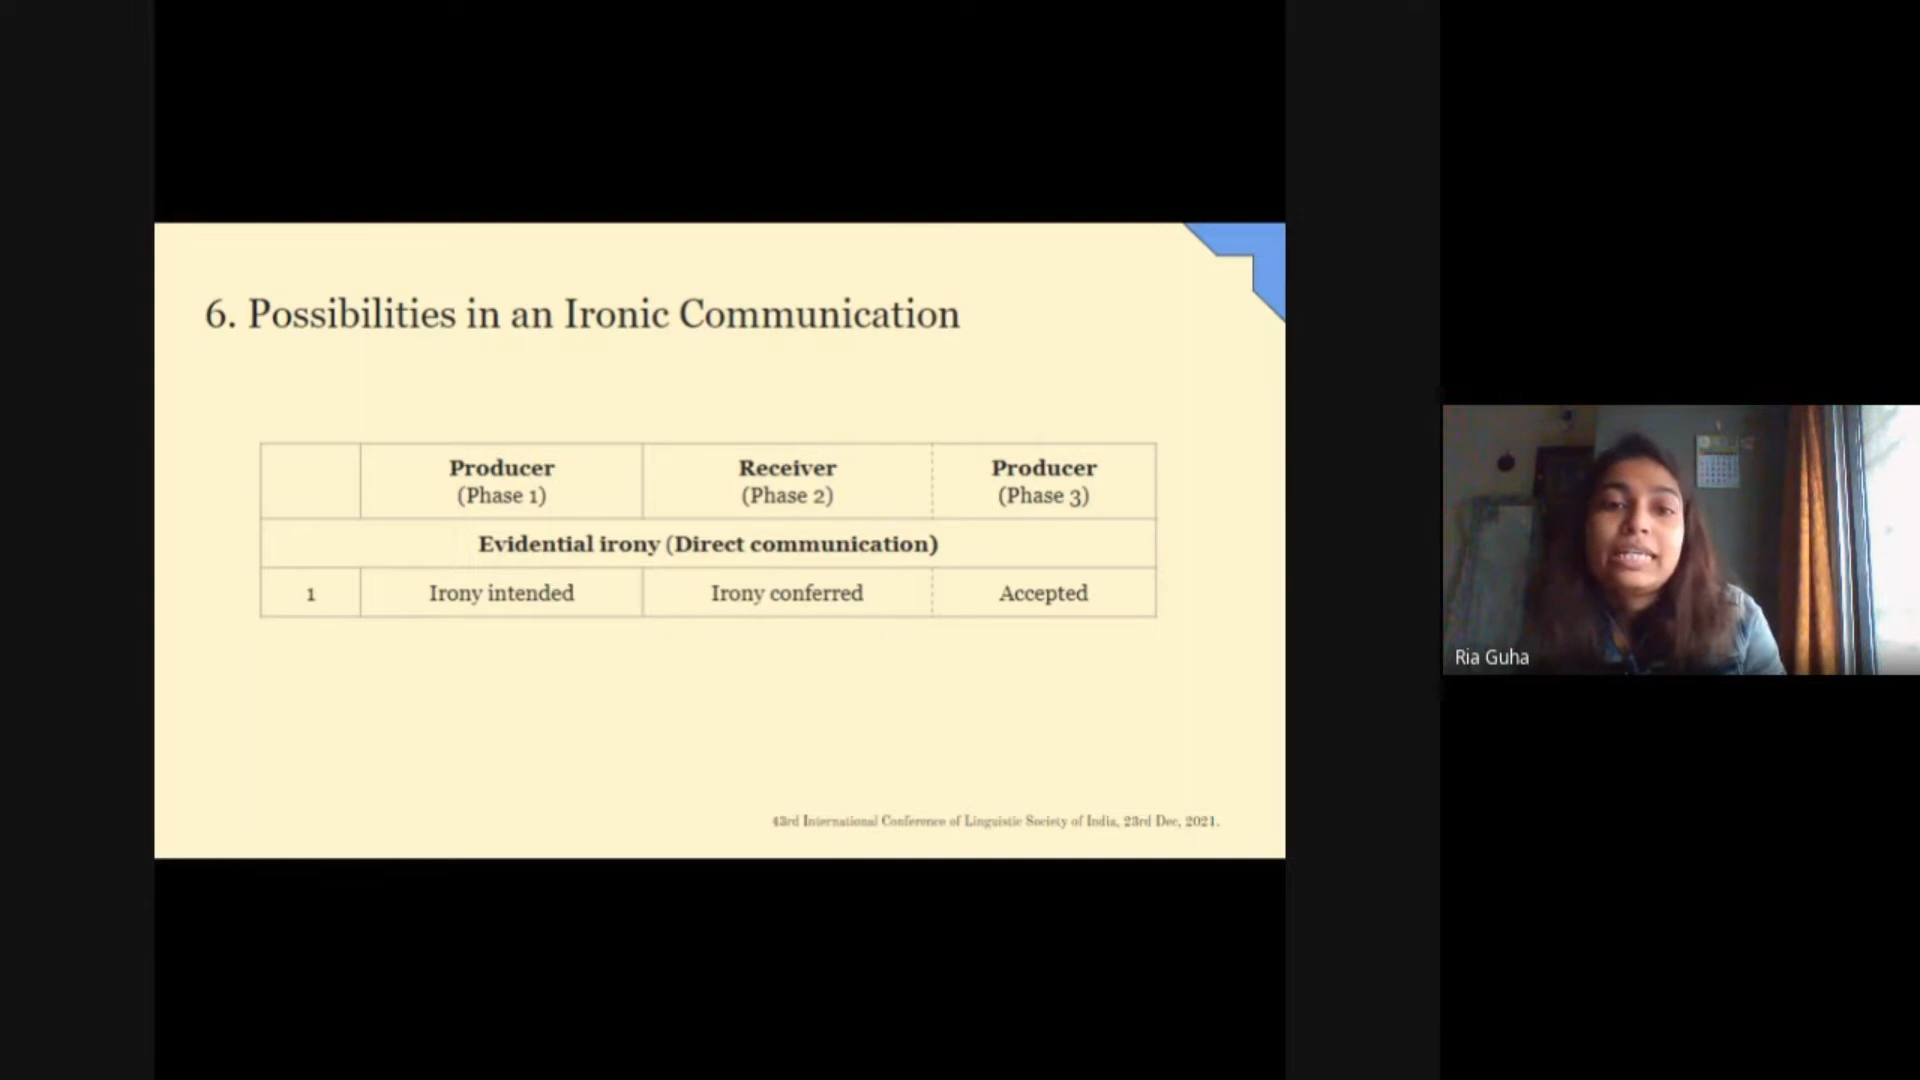 6. Possibilities in an Ironic Communication
Producer Receiver Producer
(Phase 1) (Phase 2) (Phase 3)
Evidential irony (Direct communication)
1 Irony intended Irony conferred Accepted
43rd International Conference of Linguistic Society of India, 23rd Dec, 2021.
Ria Guha